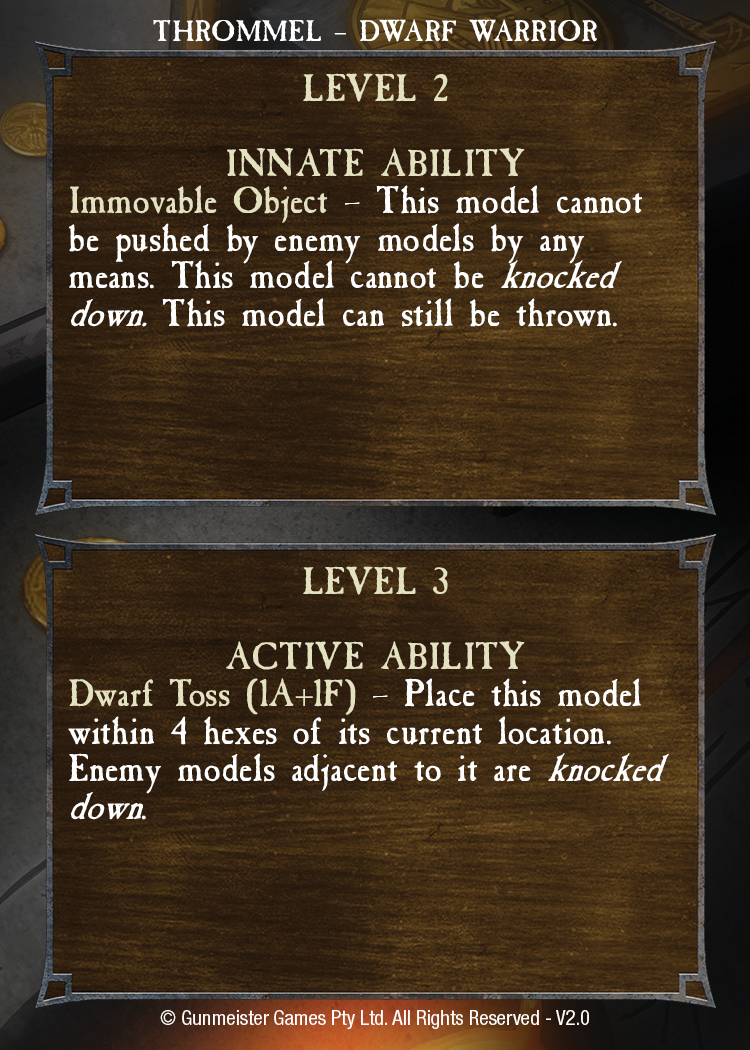 THROMMEL – DWARF WARRIOR
LEVEL 2
INNATE ABILITY
Immovable Object – This model cannot
be pushed by enemy models by any
means. This model cannot be knocked
down. This model can still be thrown.
LEVEL 3
ACTIVE ABILITY
Dwarf Toss (1A+1F) – Place this model
within 4 hexes of its current location.
Enemy models adjacent to it are knocked
down.
© Gunmeister Games Pty Ltd. All Rights Reserved - V2.0